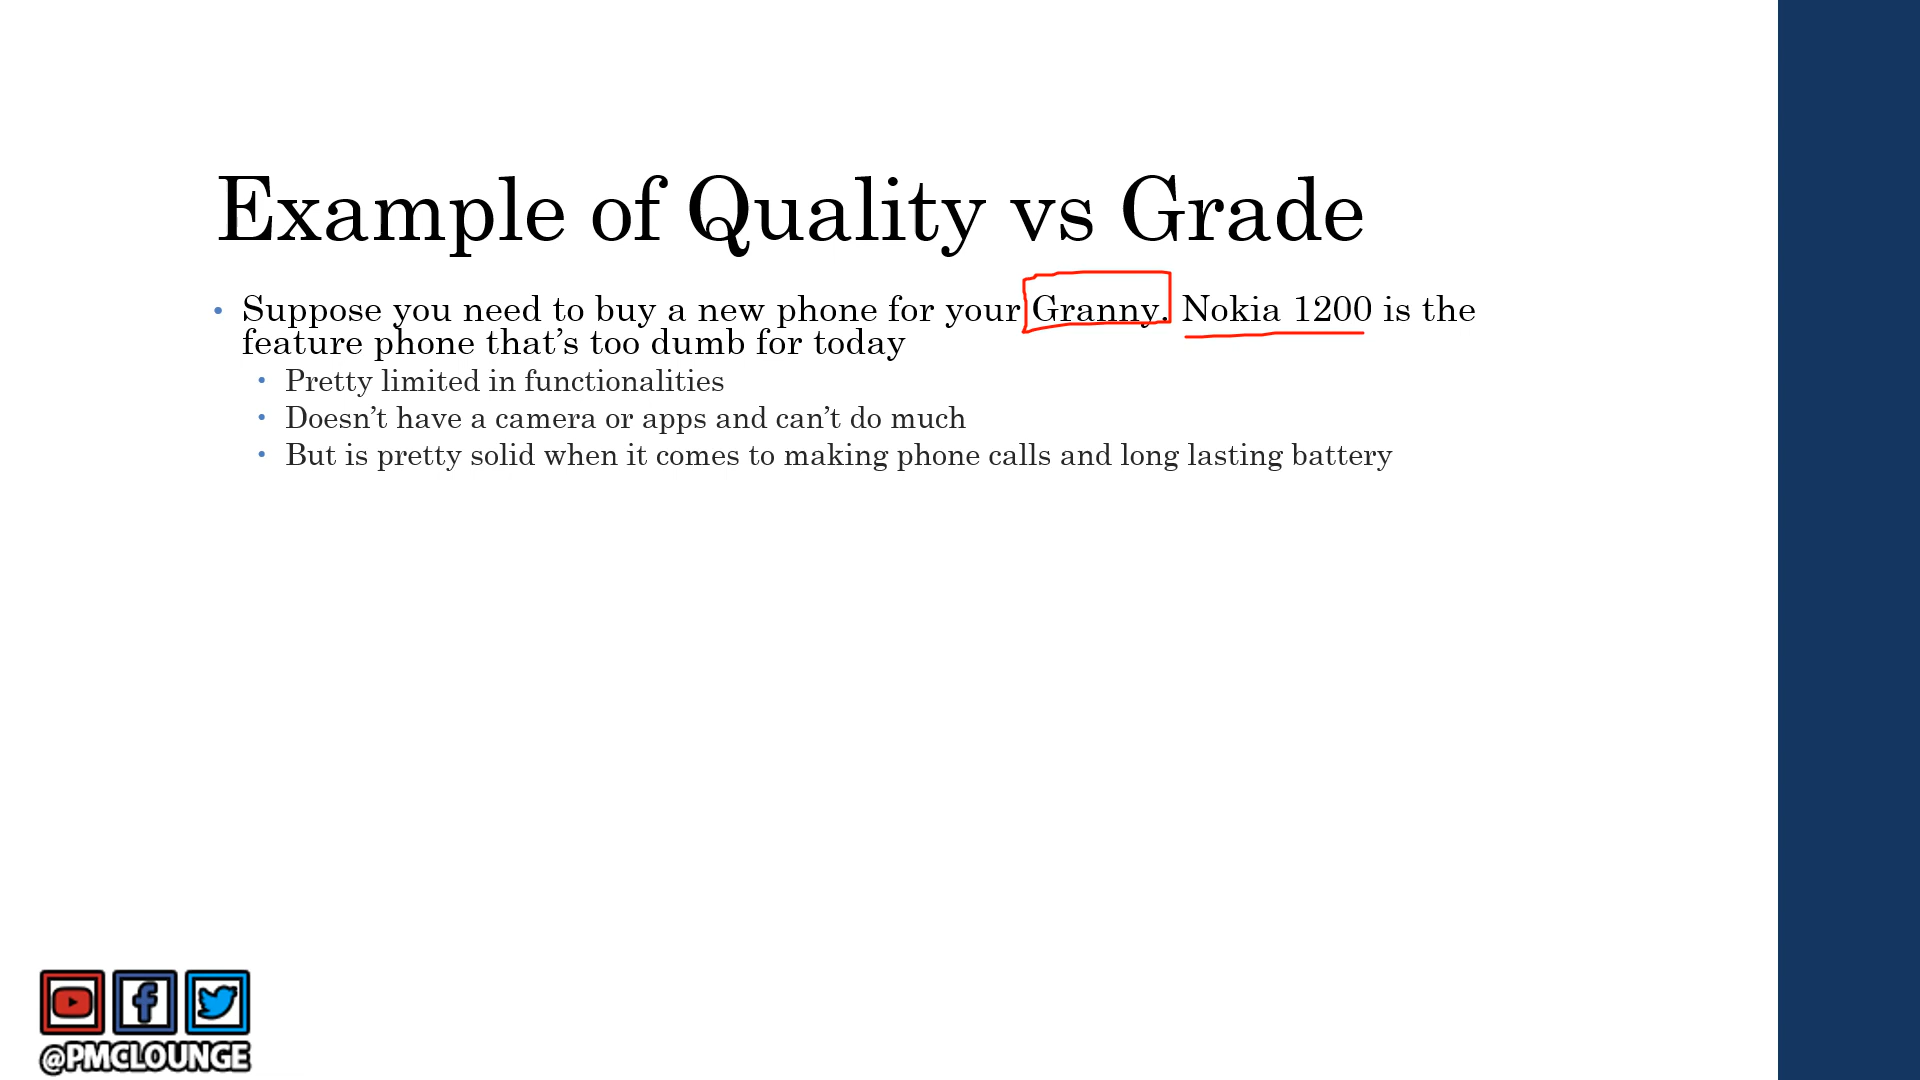 Example of Quality vs Grade
• Suppose you need to buy a new phone for your Granny. Nokia 1200 is the
feature phone that’s too dumb for today
• Pretty limited in functionalities
• Doesn’t have a camera or apps and can’t do much
• But is pretty solid when it comes to making phone calls and long lasting battery
@PMCLOUNGE